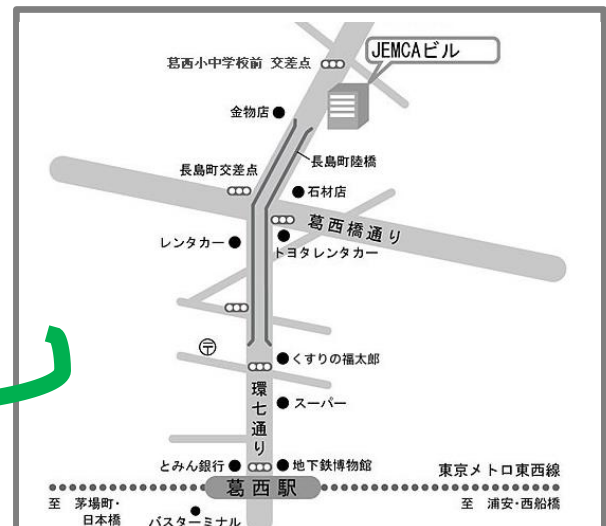 JEMCAビル
葛西小中学校前 交差点
金物店
長島町陸橋
長島町交差点
石材店
葛西橋通り
レンタカー
トヨタレンタカー
〒
くすりの福太郎
環七通り
スーパー
とみん銀行
地下鉄博物館
東京メトロ東西線
葛西駅
至 茅場町・
日本橋
至 浦安・西船橋
バスターミナル